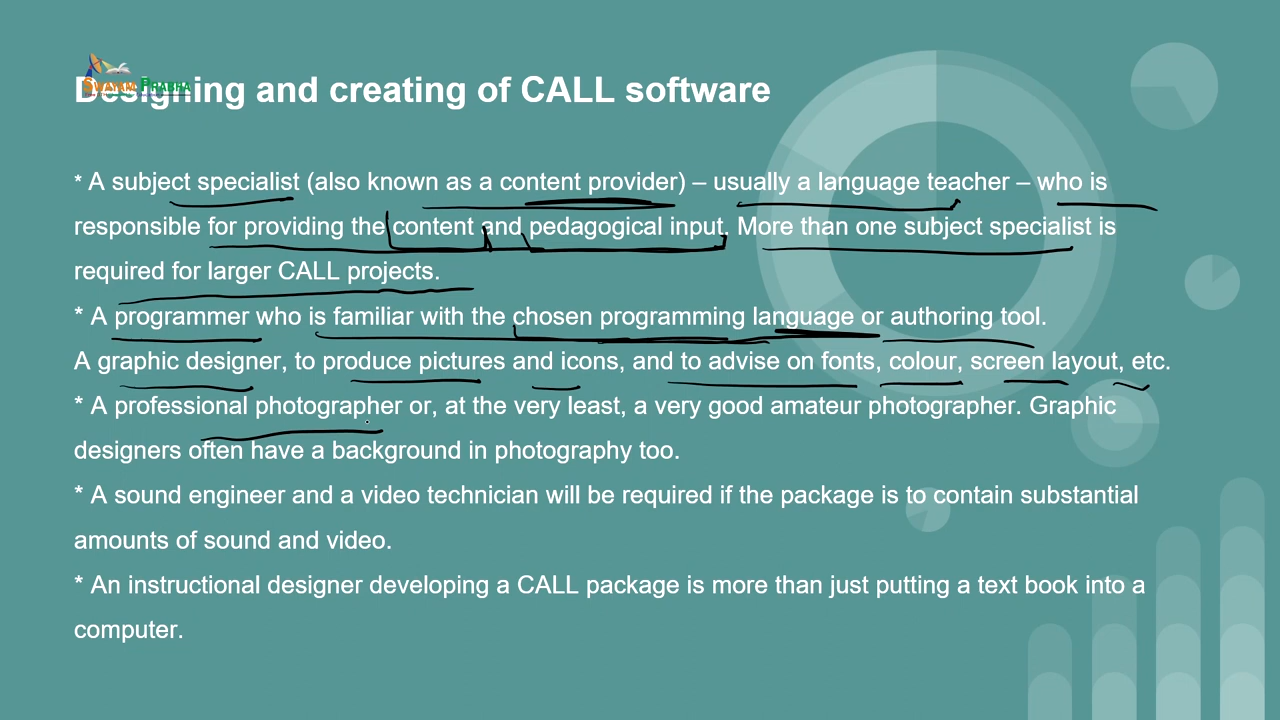 SWAYAM PRABHA
Designing and creating of CALL software
* A subject specialist (also known as a content provider) – usually a language teacher – who is
responsible for providing the content and pedagogical input. More than one subject specialist is
required for larger CALL projects.
* A programmer who is familiar with the chosen programming language or authoring tool.
A graphic designer, to produce pictures and icons, and to advise on fonts, colour, screen layout, etc.
* A professional photographer or, at the very least, a very good amateur photographer. Graphic
designers often have a background in photography too.
* A sound engineer and a video technician will be required if the package is to contain substantial
amounts of sound and video.
* An instructional designer developing a CALL package is more than just putting a text book into a
computer.